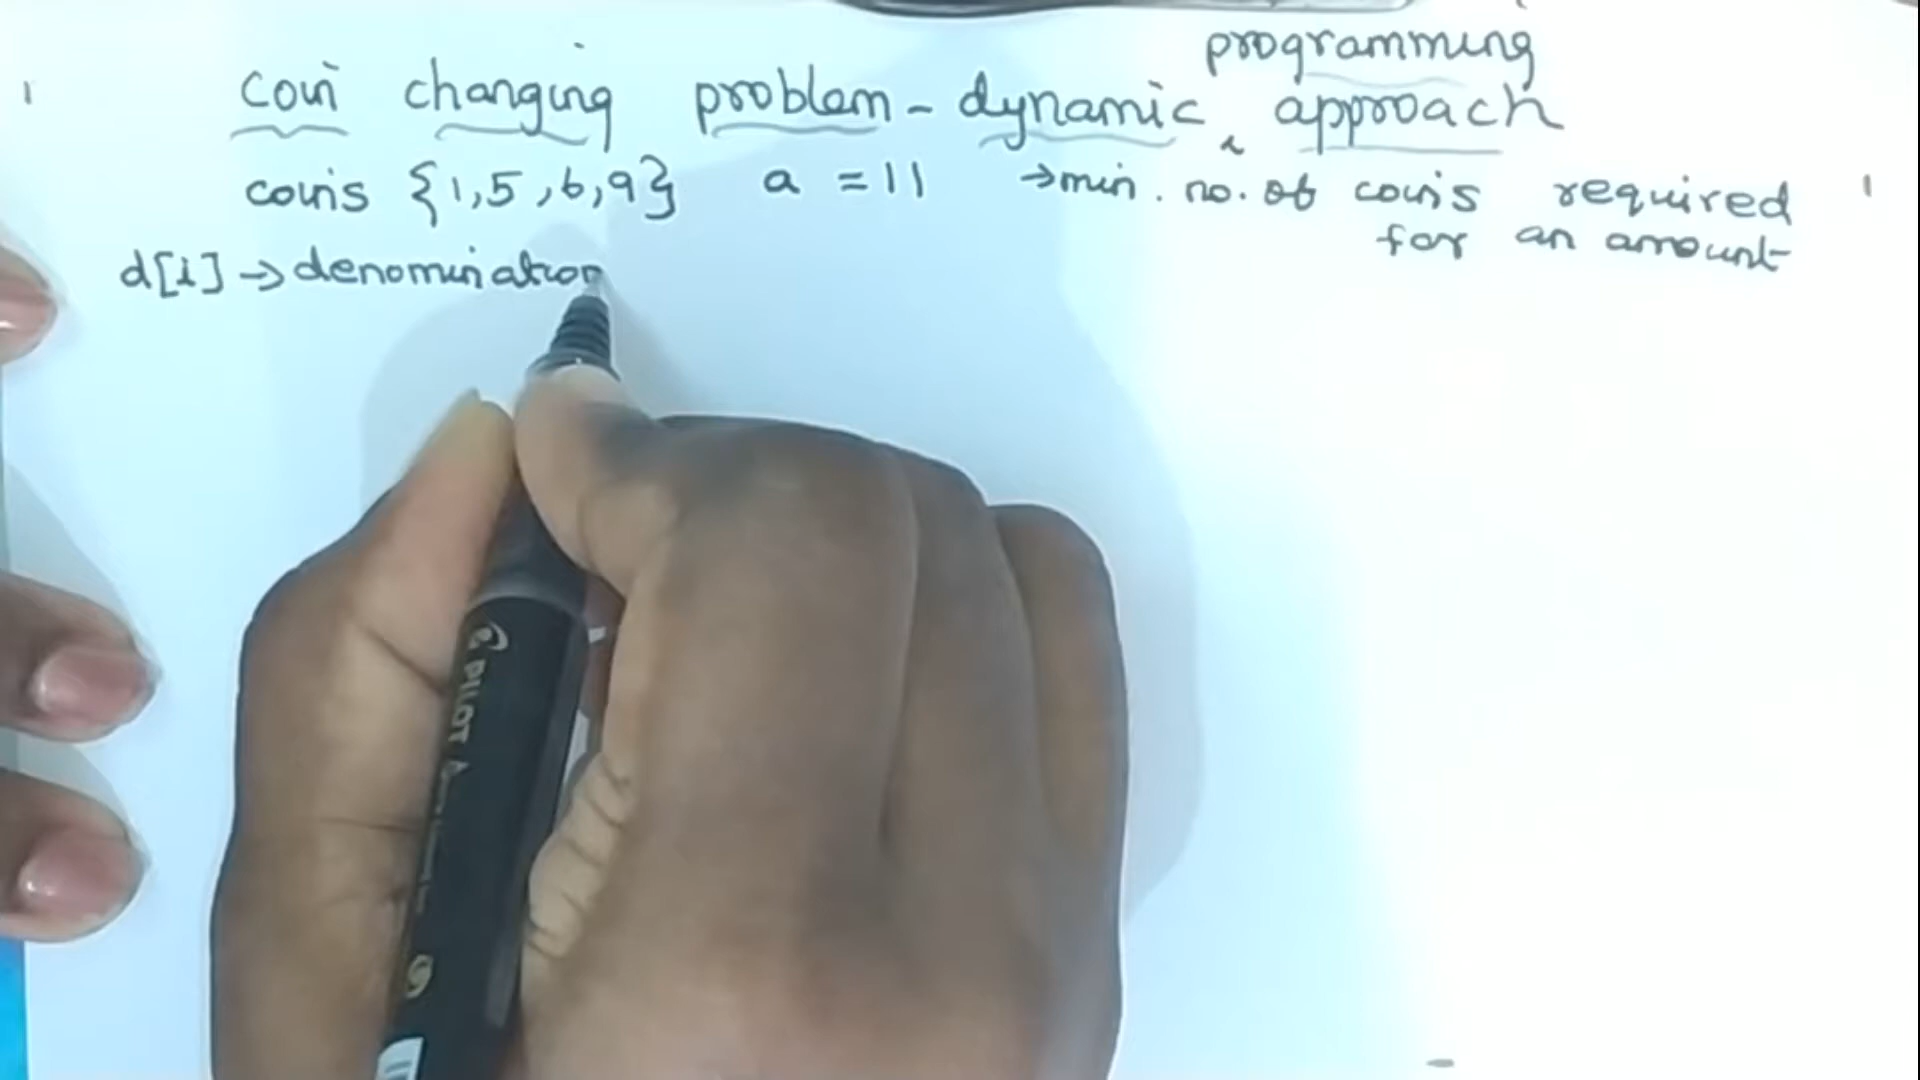 programming
coin changing problem - dynamic approach
coins {1,5,6,9} a = 11 → min. no. of coins required
for an amount
d[i] → denomination
PILOT